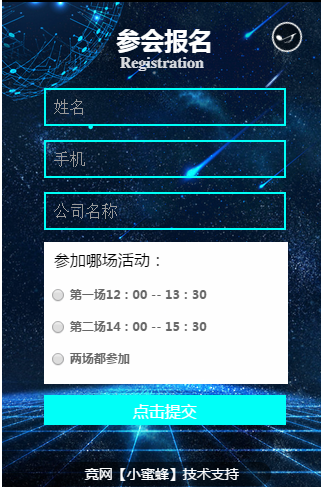 参会报名
Registration
姓名
手机
公司名称
参加哪场活动：
第一场12：00 -- 13：30
第二场14：00 -- 15：30
两场都参加
点击提交
竞网【小蜜蜂】技术支持